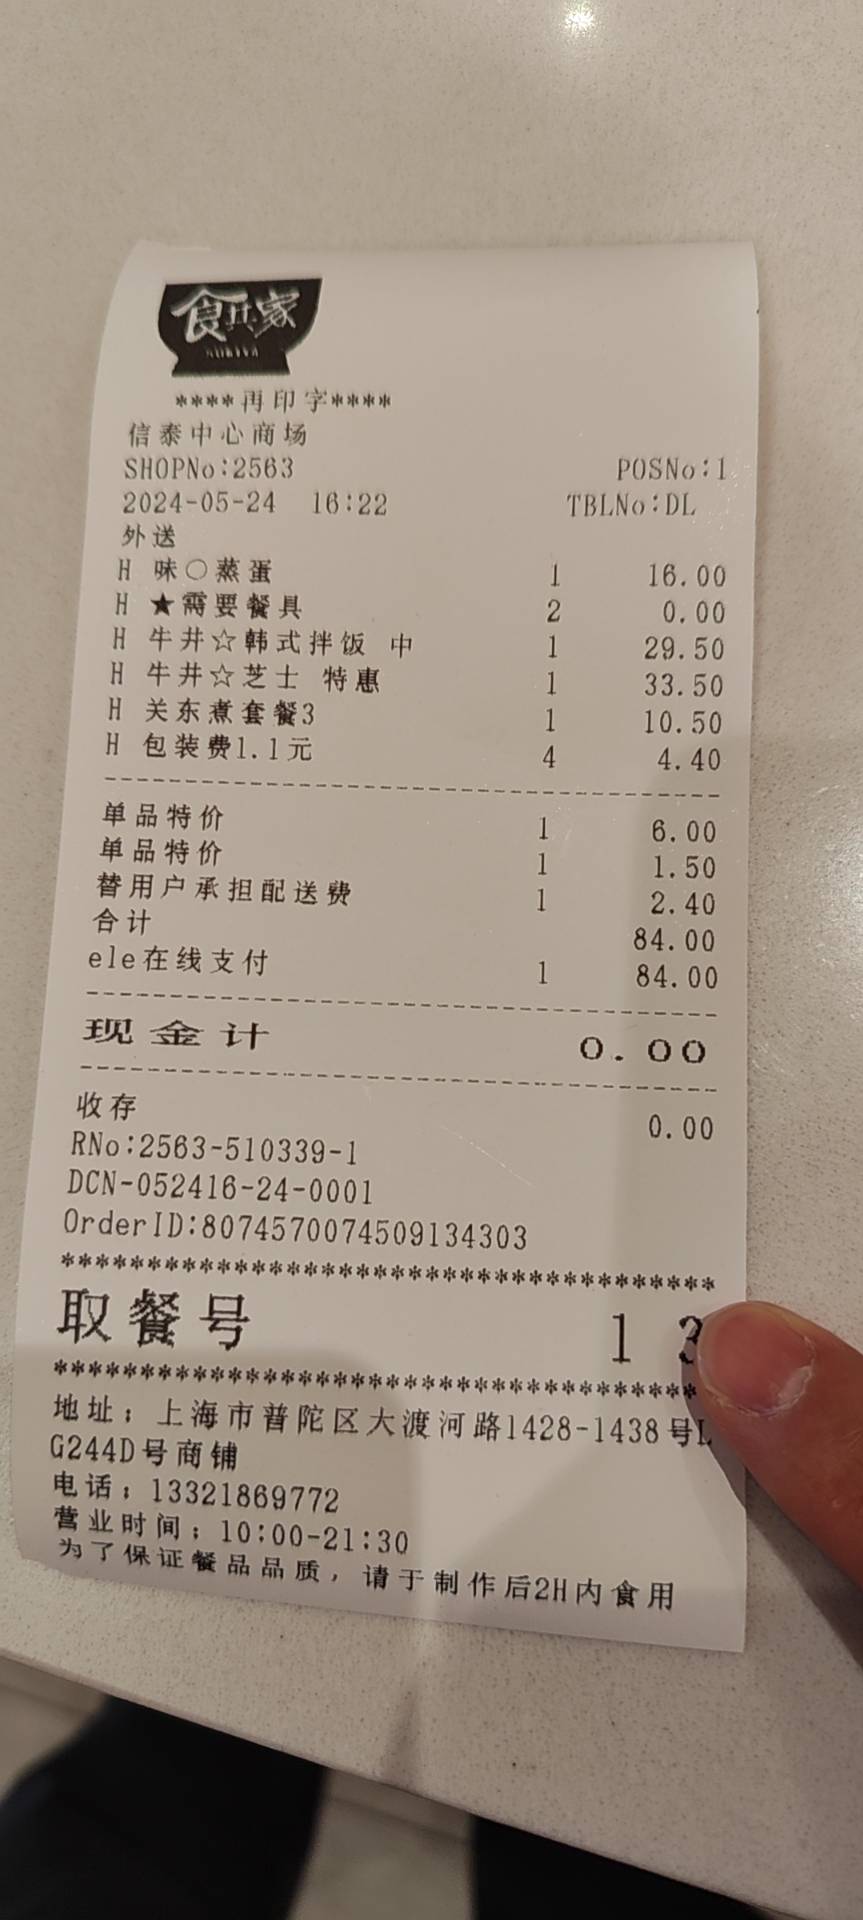 食其家
SUKIYA
****再印字****
信泰中心商场
SHOPNo:2563 POSNo:1
2024-05-24 16:22 TBLNo:DL
外送
H 味〇蒸蛋 1 16.00
H ★需要餐具 2 0.00
H 牛井☆韩式拌饭 中 1 29.50
H 牛井☆芝士 特惠 1 33.50
H 关东煮套餐3 1 10.50
H 包装费1.1元 4 4.40
单品特价 1 6.00
单品特价 1 1.50
替用户承担配送费 1 2.40
合计 84.00
ele在线支付 1 84.00
现金计 0.00
收存 0.00
RNo:2563-510339-1
DCN-052416-24-0001
OrderID:8074570074509134303
****************************************
取餐号 13
****************************************
地址：上海市普陀区大渡河路1428-1438号L
G244D号商铺
电话：13321869772
营业时间：10:00-21:30
为了保证餐品品质，请于制作后2H内食用